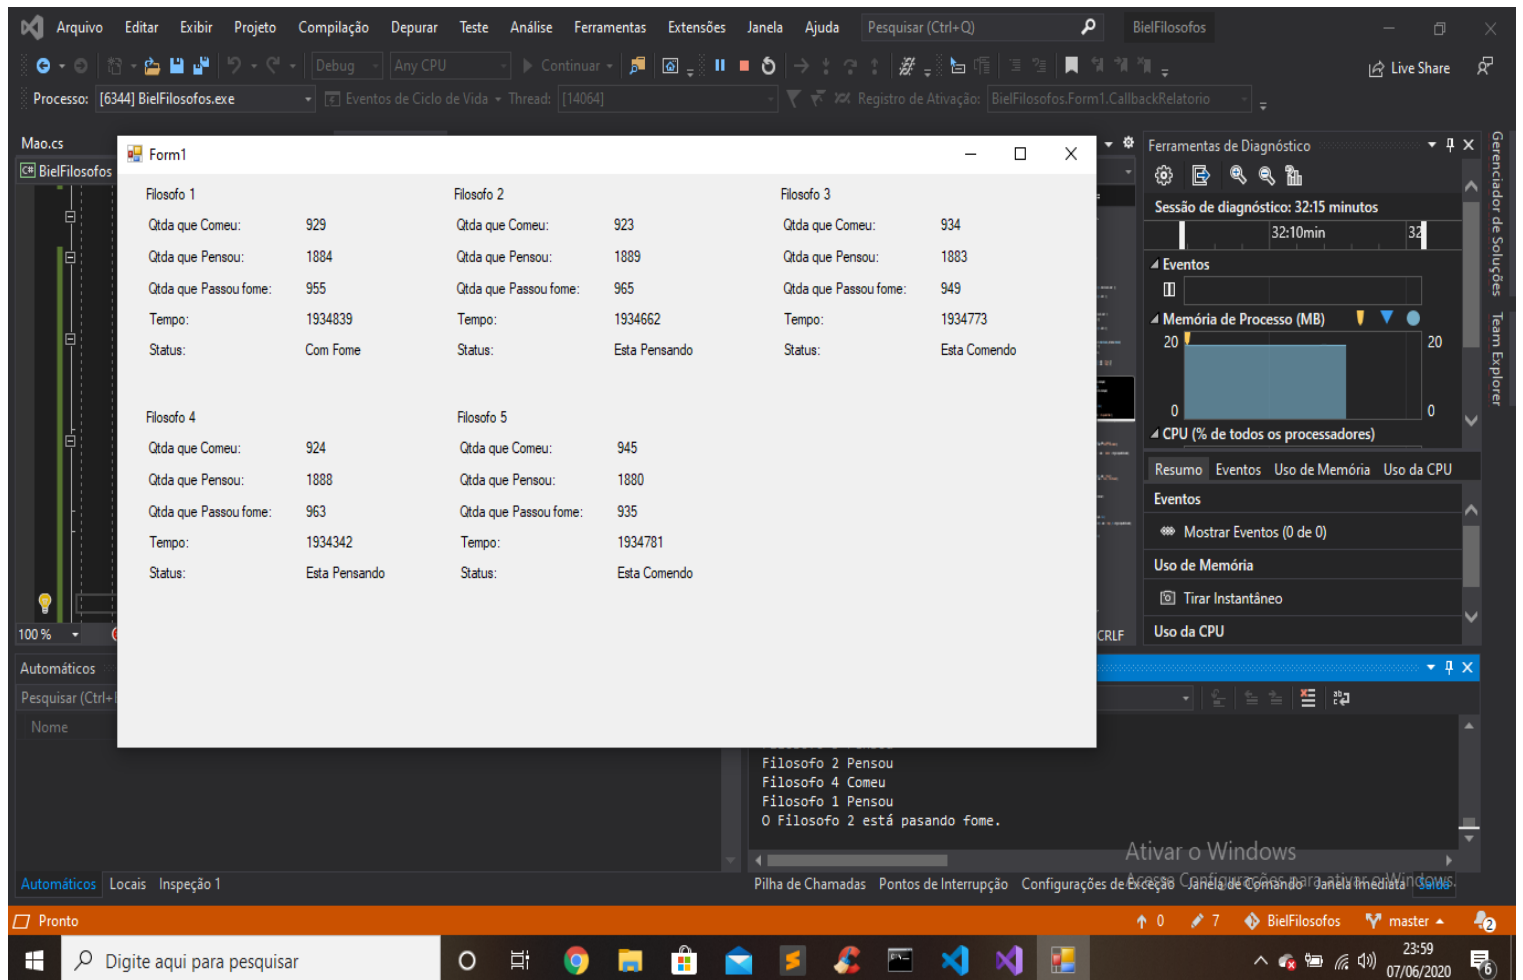 Arquivo Editar Exibir Projeto Compilação Depurar Teste Análise Ferramentas Extensões Janela Ajuda Pesquisar (Ctrl+Q) BielFilosofos
Debug Any CPU Continuar Live Share
Processo: [6344] BielFilosofos.exe Eventos de Ciclo de Vida Thread: [14064] Registro de Ativação: BielFilosofos.Form1.CallbackRelatorio
Mao.cs
C# BielFilosofos
Form1
Filosofo 1 Filosofo 2 Filosofo 3
Qtda que Comeu: 929 Qtda que Comeu: 923 Qtda que Comeu: 934
Qtda que Pensou: 1884 Qtda que Pensou: 1889 Qtda que Pensou: 1883
Qtda que Passou fome: 955 Qtda que Passou fome: 965 Qtda que Passou fome: 949
Tempo: 1934839 Tempo: 1934662 Tempo: 1934773
Status: Com Fome Status: Esta Pensando Status: Esta Comendo
Filosofo 4 Filosofo 5
Qtda que Comeu: 924 Qtda que Comeu: 945
Qtda que Pensou: 1888 Qtda que Pensou: 1880
Qtda que Passou fome: 963 Qtda que Passou fome: 935
Tempo: 1934342 Tempo: 1934781
Status: Esta Pensando Status: Esta Comendo
Ferramentas de Diagnóstico
Sessão de diagnóstico: 32:15 minutos
32:10min 32
Eventos
Memória de Processo (MB)
20 20
0 0
CPU (% de todos os processadores)
Resumo Eventos Uso de Memória Uso da CPU
Eventos
Mostrar Eventos (0 de 0)
Uso de Memória
Tirar Instantâneo
Uso da CPU
Gerenciador de Soluções
Team Explorer
100 %
CRLF
Automáticos
Pesquisar (Ctrl+
Nome
Filosofo 2 Pensou
Filosofo 4 Comeu
Filosofo 1 Pensou
O Filosofo 2 está pasando fome.
Ativar o Windows
Acesse Configurações para ativar o Windows.
Automáticos Locais Inspeção 1
Pilha de Chamadas Pontos de Interrupção Configurações de Exceção Janela de Comando Janela Imediata Saída
Pronto
0 7 BielFilosofos master 2
Digite aqui para pesquisar
23:59
07/06/2020
6